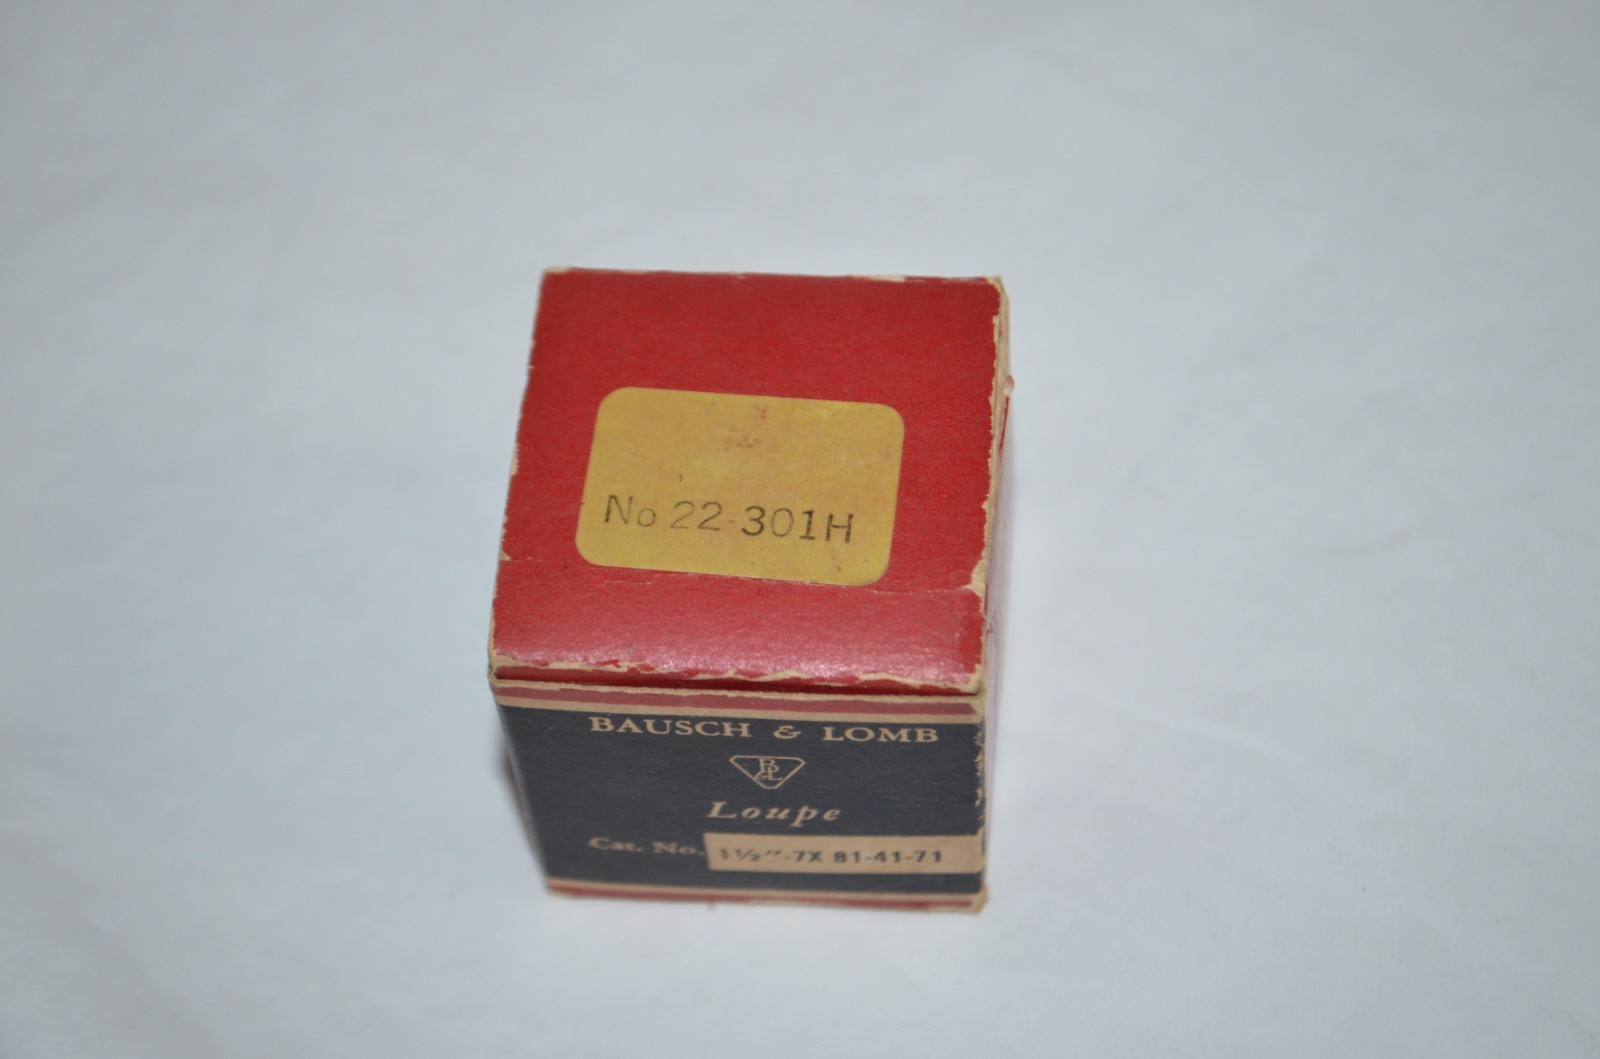 No 22-301H
BAUSCH & LOMB
B&L
Loupe
Cat. No. 1½"-7X 81-41-71